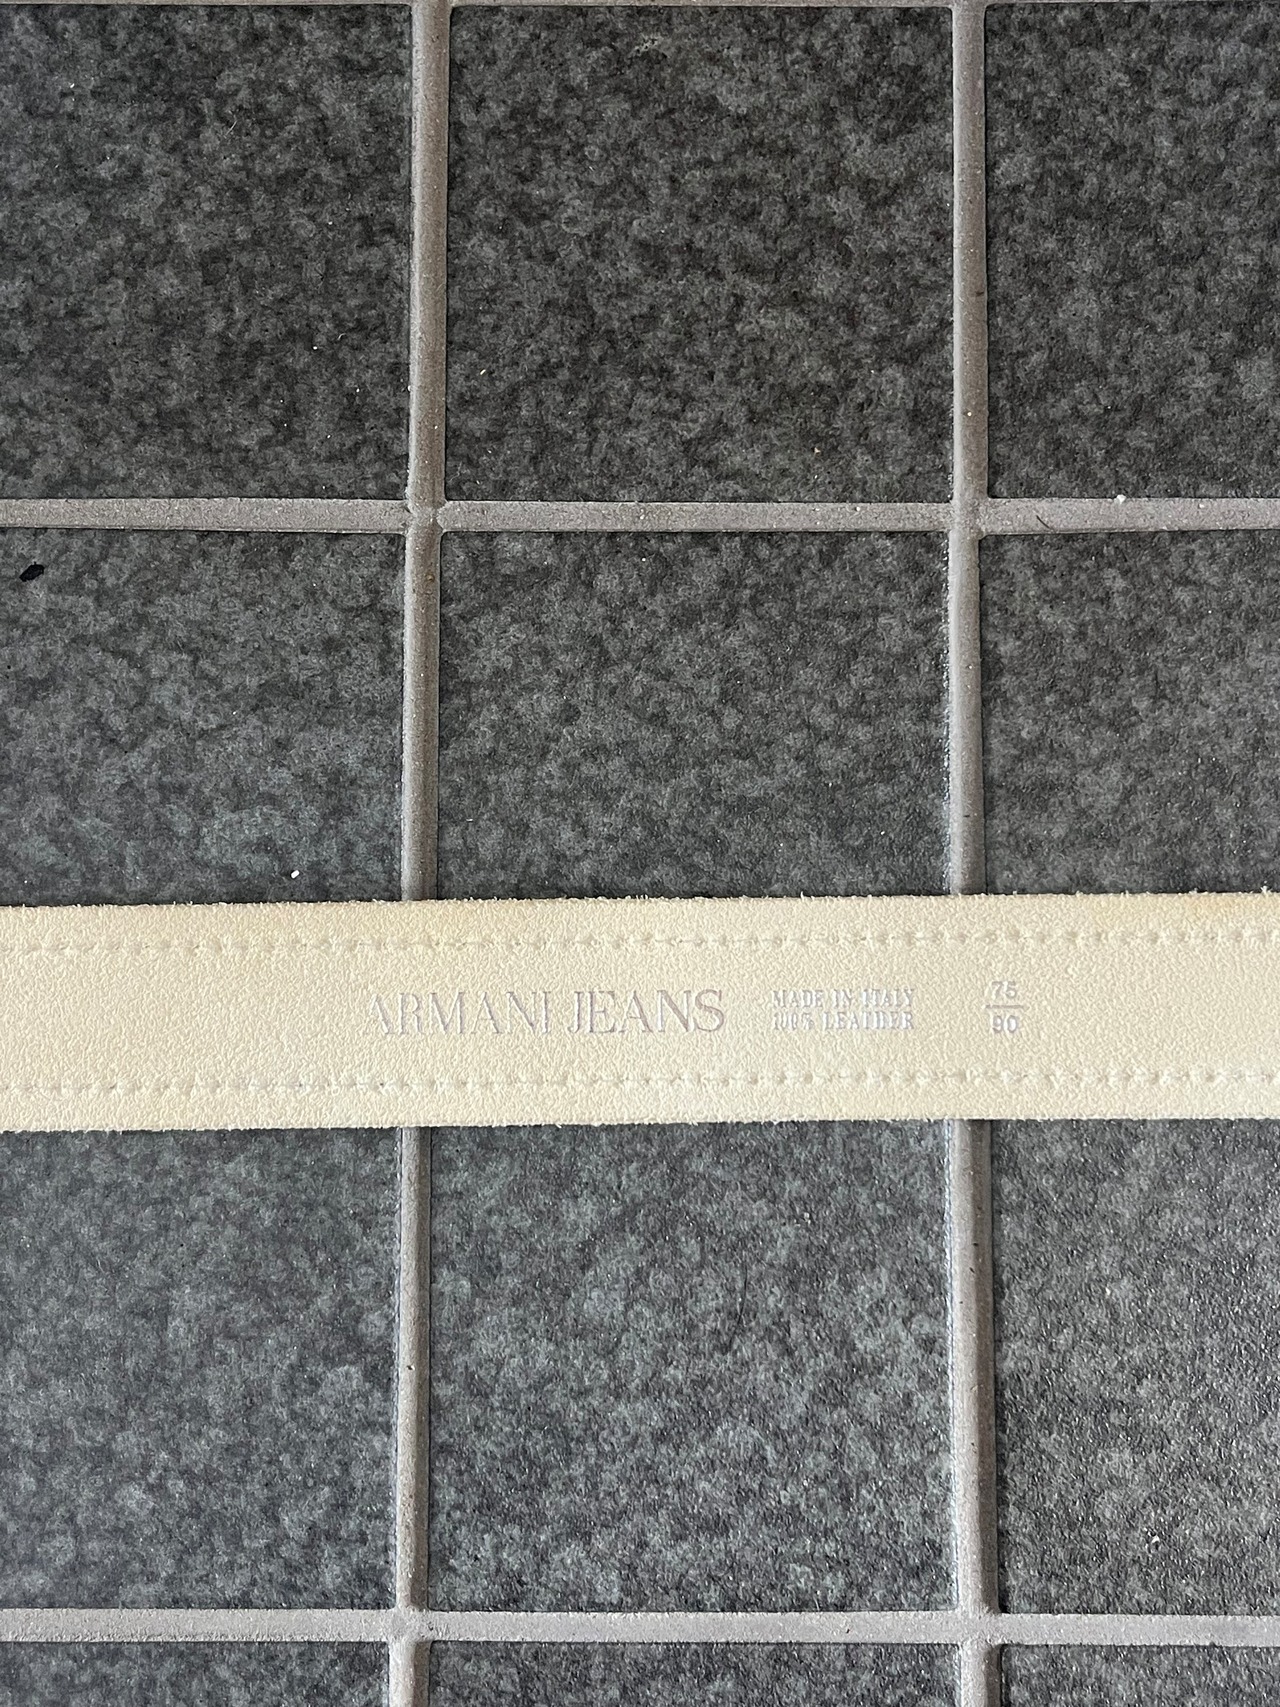 ARMANI JEANS
MADE IN ITALY
100% LEATHER
75
90